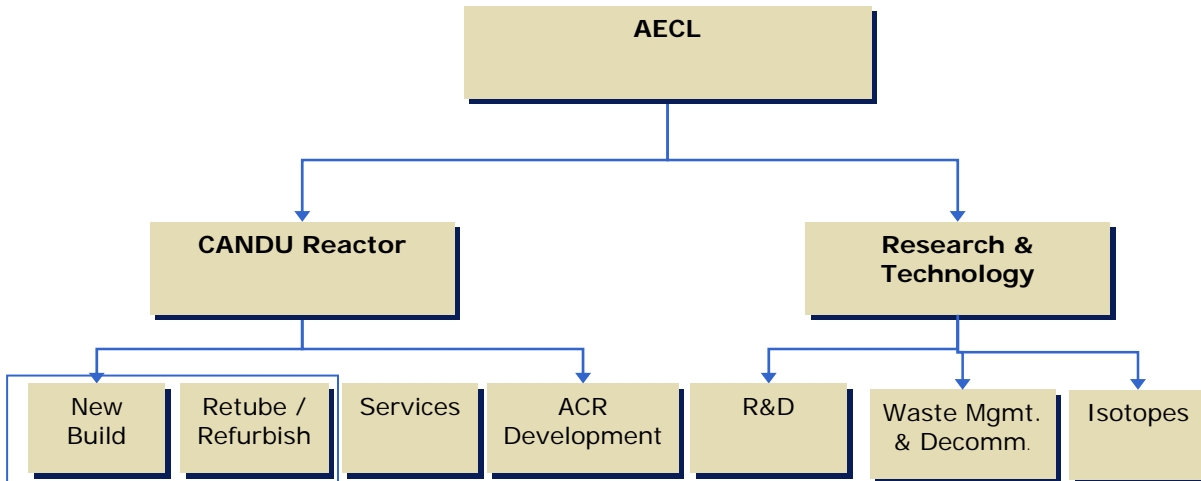 AECL
CANDU Reactor
Research &
Technology
New
Build
Retube /
Refurbish
Services
ACR
Development
R&D
Waste Mgmt.
& Decomm.
Isotopes